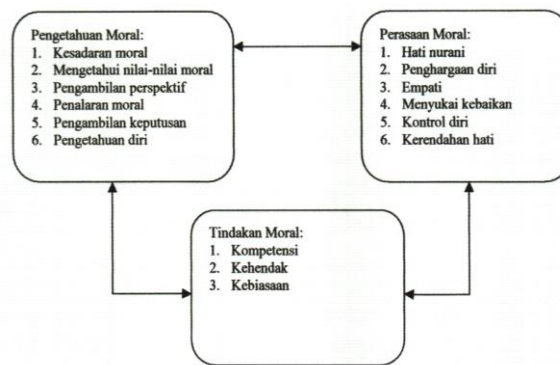 Pengetahuan Moral:
1. Kesadaran moral
2. Mengetahui nilai-nilai moral
3. Pengambilan perspektif
4. Penalaran moral
5. Pengambilan keputusan
6. Pengetahuan diri
Perasaan Moral:
1. Hati nurani
2. Penghargaan diri
3. Empati
4. Menyukai kebaikan
5. Kontrol diri
6. Kerendahan hati
Tindakan Moral:
1. Kompetensi
2. Kehendak
3. Kebiasaan